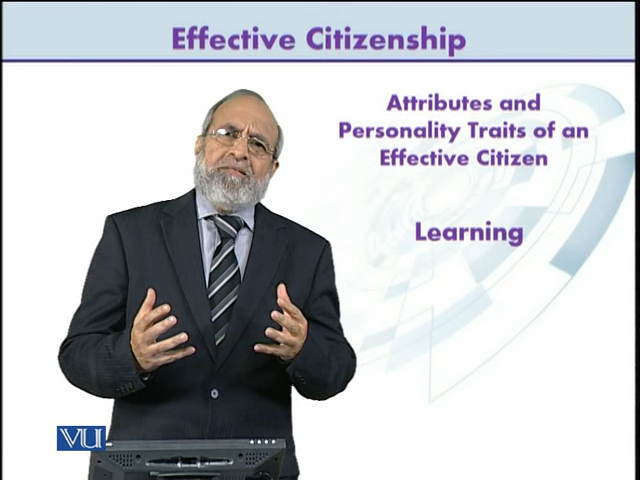 Effective Citizenship
Attributes and
Personality Traits of an
Effective Citizen
Learning
VU